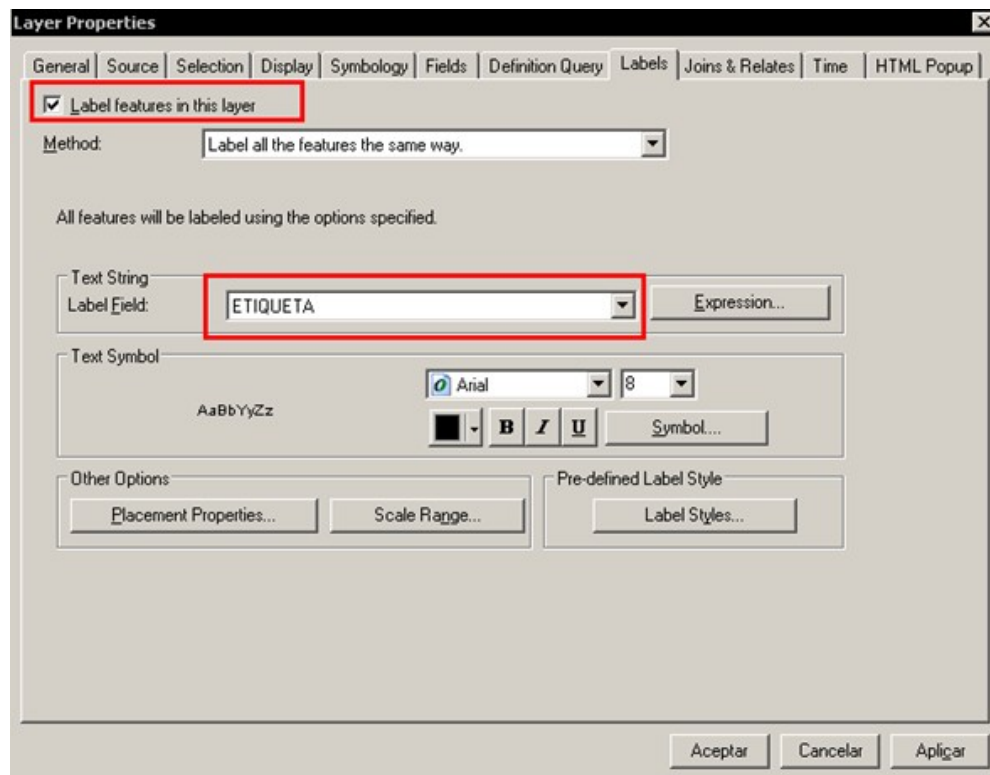 Layer Properties
General Source Selection Display Symbology Fields Definition Query Labels Joins & Relates Time HTML Popup
Label features in this layer
Method: Label all the features the same way.
All features will be labeled using the options specified.
Text String
Label Field: ETIQUETA Expression...
Text Symbol
Arial 8
AaBbYyZz
B I U Symbol....
Other Options Pre-defined Label Style
Placement Properties... Scale Range... Label Styles...
Aceptar Cancelar Aplicar